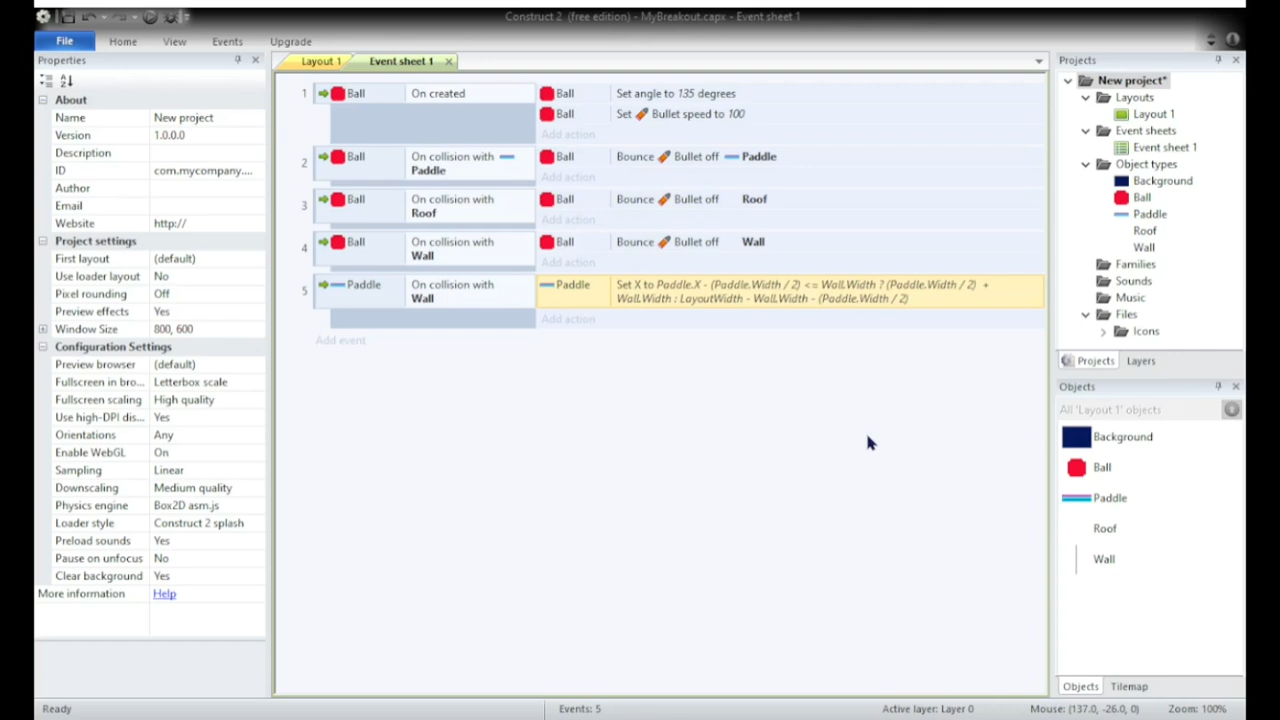 Construct 2 (free edition) - MyBreakout.capx - Event sheet 1
File Home View Events Upgrade
Properties
About
Name New project
Version 1.0.0.0
Description
ID com.mycompany....
Author
Email
Website http://
Project settings
First layout (default)
Use loader layout No
Pixel rounding Off
Preview effects Yes
Window Size 800, 600
Configuration Settings
Preview browser (default)
Fullscreen in bro... Letterbox scale
Fullscreen scaling High quality
Use high-DPI dis... Yes
Orientations Any
Enable WebGL On
Sampling Linear
Downscaling Medium quality
Physics engine Box2D asm.js
Loader style Construct 2 splash
Preload sounds Yes
Pause on unfocus No
Clear background Yes
More information Help
Layout 1 Event sheet 1
1 Ball On created Ball Set angle to 135 degrees
Ball Set Bullet speed to 100
Add action
2 Ball On collision with Paddle Ball Bounce Bullet off Paddle
Add action
3 Ball On collision with Roof Ball Bounce Bullet off Roof
Add action
4 Ball On collision with Wall Ball Bounce Bullet off Wall
Add action
5 Paddle On collision with Wall Paddle Set X to Paddle.X - (Paddle.Width / 2) <= Wall.Width ? (Paddle.Width / 2) +
Wall.Width : LayoutWidth - Wall.Width - (Paddle.Width / 2)
Add action
Add event
Projects
New project*
Layouts
Layout 1
Event sheets
Event sheet 1
Object types
Background
Ball
Paddle
Roof
Wall
Families
Sounds
Music
Files
Icons
Projects Layers
Objects
All 'Layout 1' objects
Background
Ball
Paddle
Roof
Wall
Objects Tilemap
Ready Events: 5 Active layer: Layer 0 Mouse: (137.0, -26.0, 0) Zoom: 100%